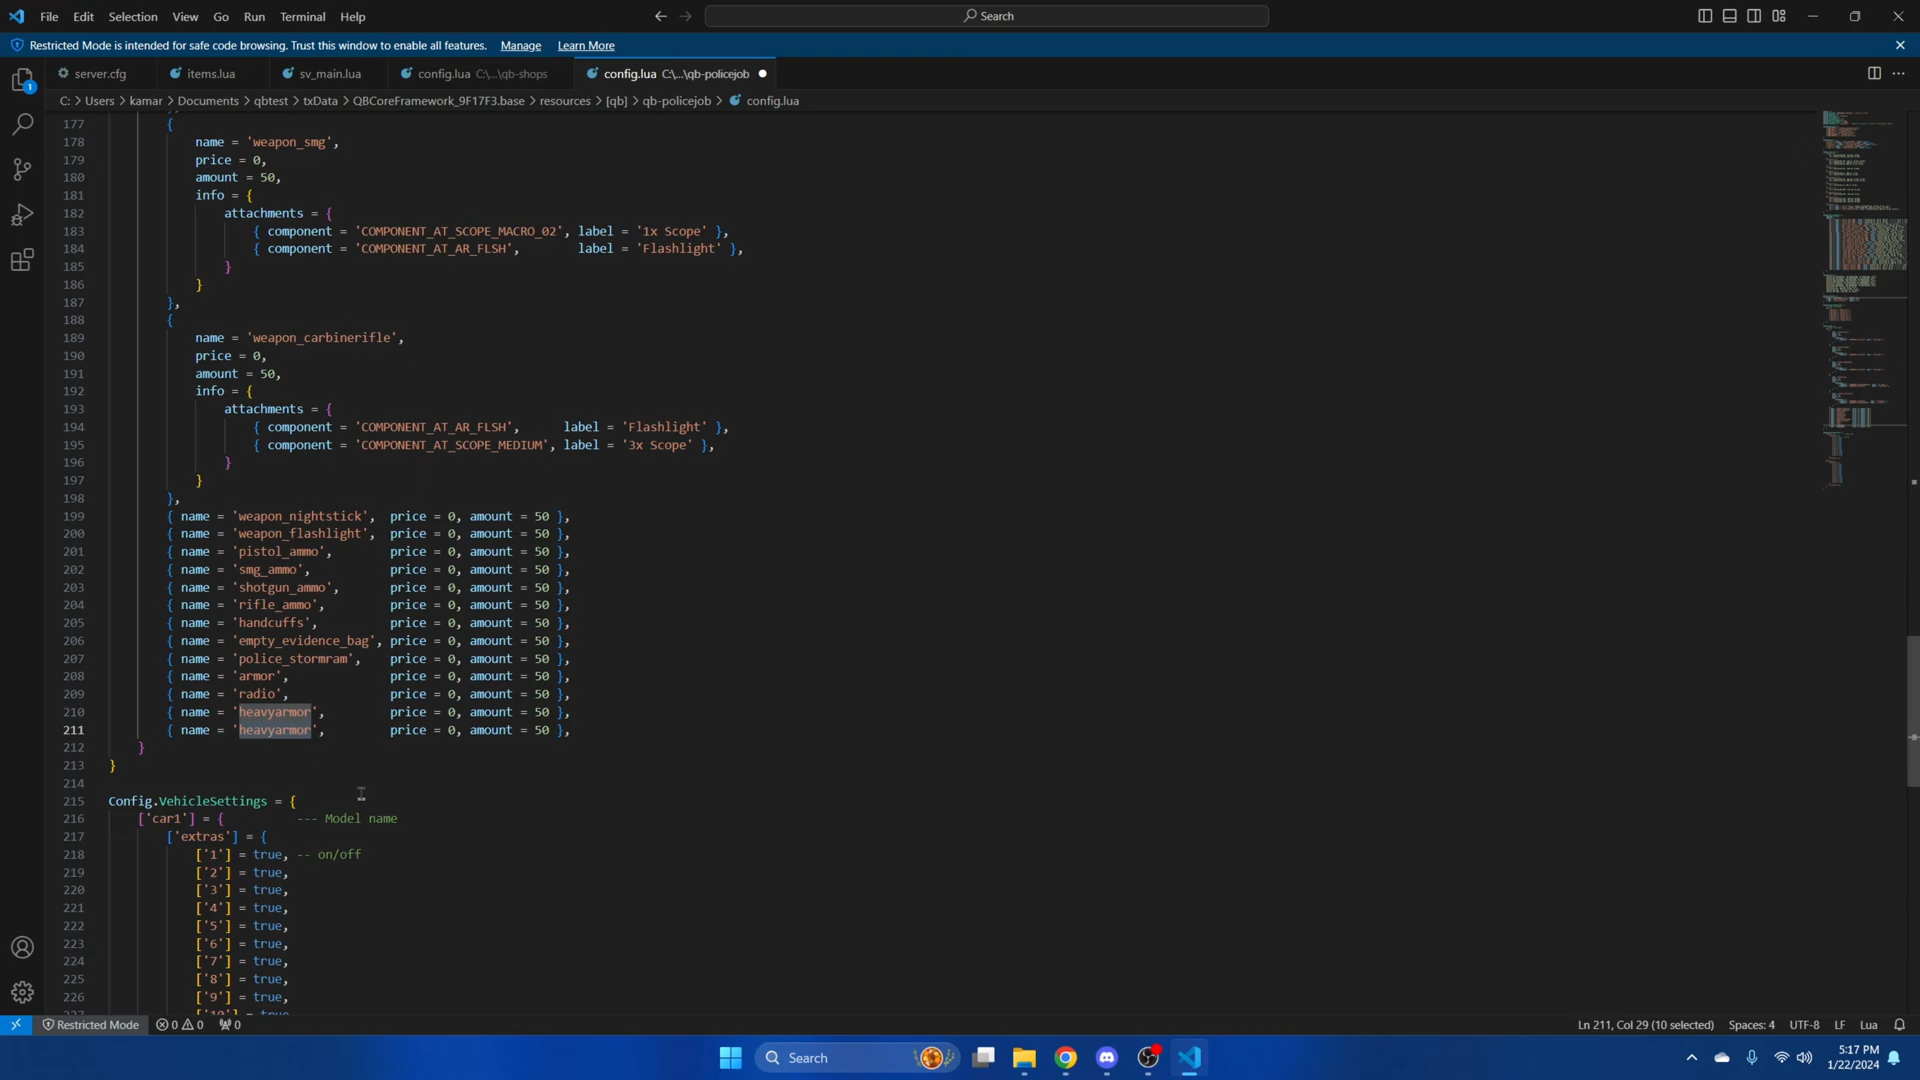 File Edit Selection View Go Run Terminal Help Search
Restricted Mode is intended for safe code browsing. Trust this window to enable all features. Manage Learn More
server.cfg items.lua sv_main.lua config.lua C:\...\qb-shops config.lua C:\...\qb-policejob
C: > Users > kamar > Documents > qbtest > txData > QBCoreFramework_9F17F3.base > resources > [qb] > qb-policejob > config.lua
177 {
178 name = 'weapon_smg',
179 price = 0,
180 amount = 50,
181 info = {
182 attachments = {
183 { component = 'COMPONENT_AT_SCOPE_MACRO_02', label = '1x Scope' },
184 { component = 'COMPONENT_AT_AR_FLSH', label = 'Flashlight' },
185 }
186 }
187 },
188 {
189 name = 'weapon_carbinerifle',
190 price = 0,
191 amount = 50,
192 info = {
193 attachments = {
194 { component = 'COMPONENT_AT_AR_FLSH', label = 'Flashlight' },
195 { component = 'COMPONENT_AT_SCOPE_MEDIUM', label = '3x Scope' },
196 }
197 }
198 },
199 { name = 'weapon_nightstick', price = 0, amount = 50 },
200 { name = 'weapon_flashlight', price = 0, amount = 50 },
201 { name = 'pistol_ammo', price = 0, amount = 50 },
202 { name = 'smg_ammo', price = 0, amount = 50 },
203 { name = 'shotgun_ammo', price = 0, amount = 50 },
204 { name = 'rifle_ammo', price = 0, amount = 50 },
205 { name = 'handcuffs', price = 0, amount = 50 },
206 { name = 'empty_evidence_bag', price = 0, amount = 50 },
207 { name = 'police_stormram', price = 0, amount = 50 },
208 { name = 'armor', price = 0, amount = 50 },
209 { name = 'radio', price = 0, amount = 50 },
210 { name = 'heavyarmor', price = 0, amount = 50 },
211 { name = 'heavyarmor', price = 0, amount = 50 },
212 }
213 }
214
215 Config.VehicleSettings = {
216 ['car1'] = { --- Model name
217 ['extras'] = {
218 ['1'] = true, -- on/off
219 ['2'] = true,
220 ['3'] = true,
221 ['4'] = true,
222 ['5'] = true,
223 ['6'] = true,
224 ['7'] = true,
225 ['8'] = true,
226 ['9'] = true,
227 ['10'] = true,
Restricted Mode 0 0 0 Ln 211, Col 29 (10 selected) Spaces: 4 UTF-8 LF Lua
Search
5:17 PM
1/22/2024